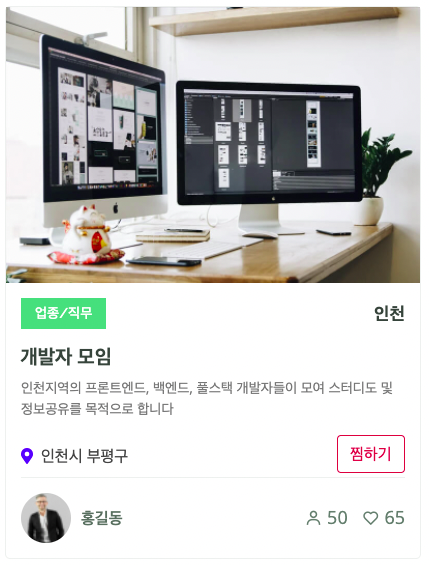 업종/직무
인천
개발자 모임
인천지역의 프론트엔드, 백엔드, 풀스택 개발자들이 모여 스터디도 및
정보공유를 목적으로 합니다
인천시 부평구
찜하기
홍길동
50
65